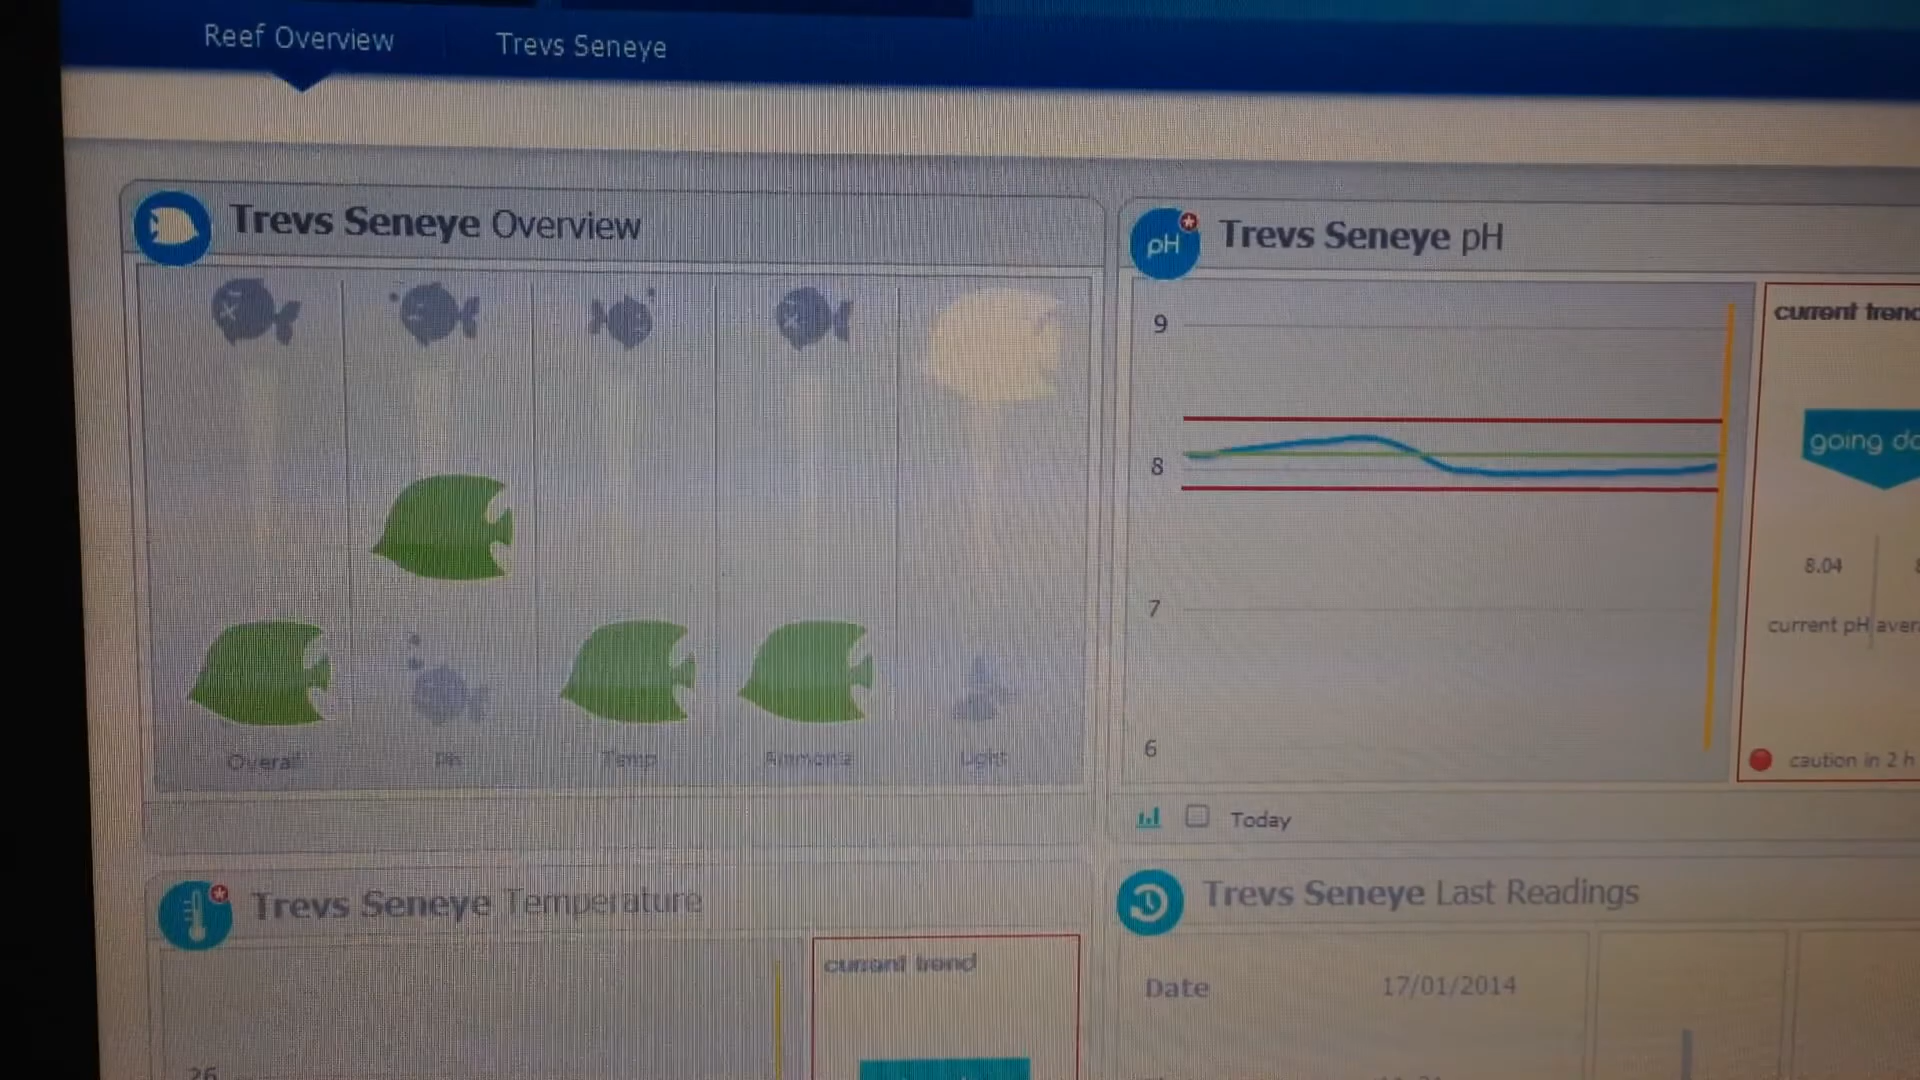 Reef Overview
Trevs Seneye
Trevs Seneye Overview
Overall
Ph
Temp
Ammonia
Light
pH
Trevs Seneye pH
9
8
7
6
current
going
8.04
current pH
caution in 2 h
Today
Trevs Seneye Temperature
current trend
26
Trevs Seneye Last Readings
Date
17/01/2014